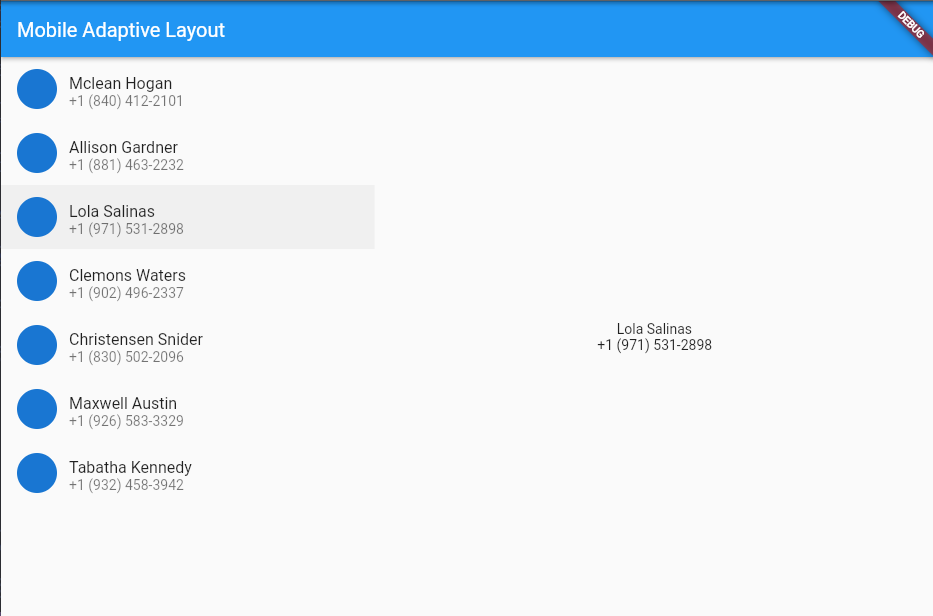 Mobile Adaptive Layout
DEBUG
Mclean Hogan
+1 (840) 412-2101
Allison Gardner
+1 (881) 463-2232
Lola Salinas
+1 (971) 531-2898
Clemons Waters
+1 (902) 496-2337
Christensen Snider
+1 (830) 502-2096
Maxwell Austin
+1 (926) 583-3329
Tabatha Kennedy
+1 (932) 458-3942
Lola Salinas
+1 (971) 531-2898